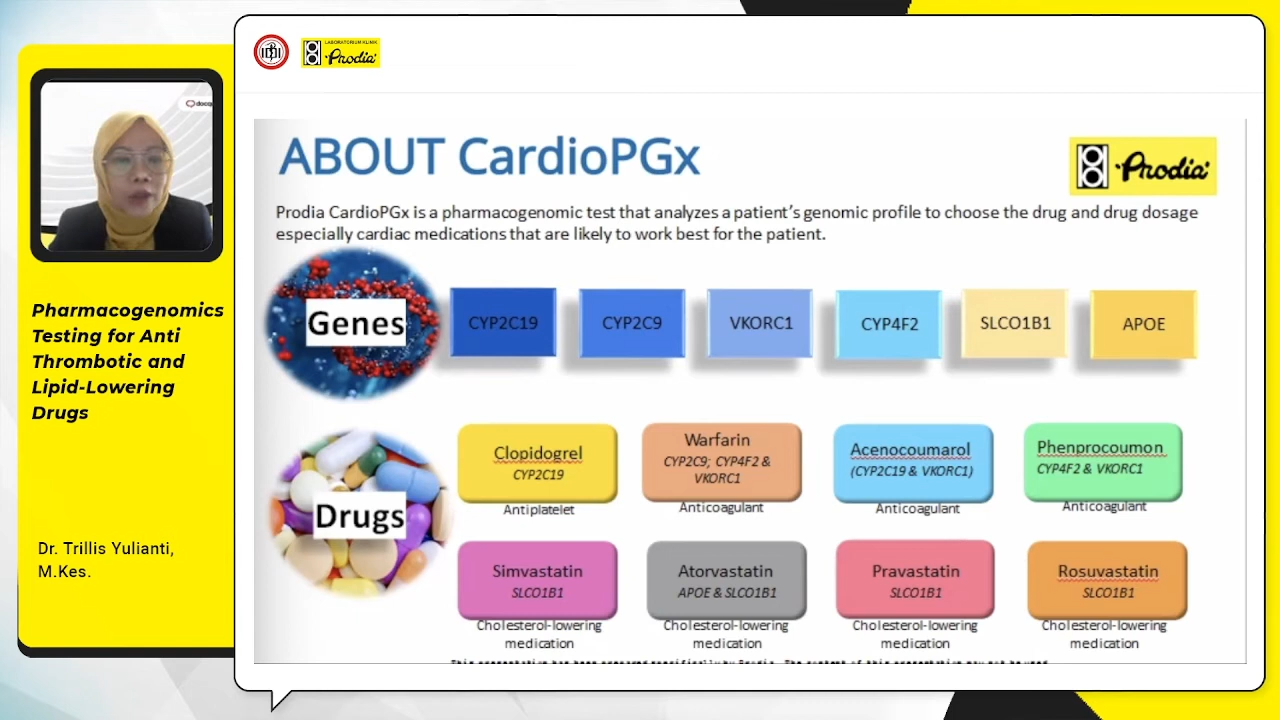 LABORATORIUM KLINIK
Prodia
ABOUT CardioPGx
Prodia
Prodia CardioPGx is a pharmacogenomic test that analyzes a patient's genomic profile to choose the drug and drug dosage
especially cardiac medications that are likely to work best for the patient.
Genes
CYP2C19
CYP2C9
VKORC1
CYP4F2
SLCO1B1
APOE
Drugs
Clopidogrel
CYP2C19
Antiplatelet
Warfarin
CYP2C9; CYP4F2 &
VKORC1
Anticoagulant
Acenocoumarol
(CYP2C19 & VKORC1)
Anticoagulant
Phenprocoumon
CYP4F2 & VKORC1
Anticoagulant
Simvastatin
SLCO1B1
Cholesterol-lowering
medication
Atorvastatin
APOE & SLCO1B1
Cholesterol-lowering
medication
Pravastatin
SLCO1B1
Cholesterol-lowering
medication
Rosuvastatin
SLCO1B1
Cholesterol-lowering
medication
Pharmacogenomics
Testing for Anti
Thrombotic and
Lipid-Lowering
Drugs
Dr. Trillis Yulianti,
M.Kes.